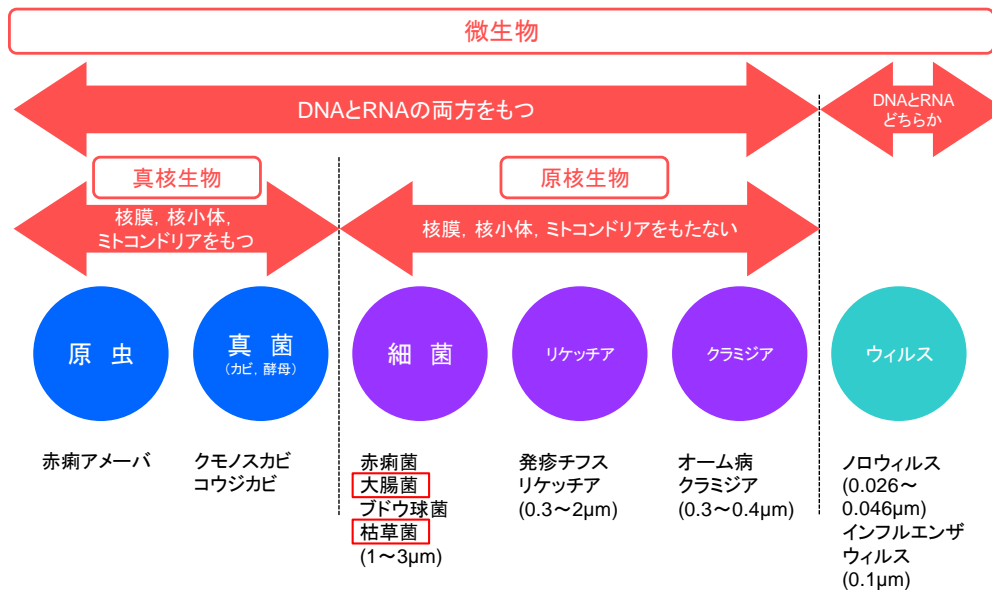 微生物
DNAとRNAの両方をもつ
DNAとRNA
どちらか
真核生物
原核生物
核膜，核小体，
ミトコンドリアをもつ
核膜，核小体，ミトコンドリアをもたない
原　虫
真　菌
（カビ，酵母）
細　菌
リケッチア
クラミジア
ウィルス
赤痢アメーバ
クモノスカビ
コウジカビ
赤痢菌
大腸菌
ブドウ球菌
枯草菌
(1～3μm)
発疹チフス
リケッチア
(0.3～2μm)
オーム病
クラミジア
(0.3～0.4μm)
ノロウィルス
(0.026～
0.046μm)
インフルエンザ
ウィルス
(0.1μm)